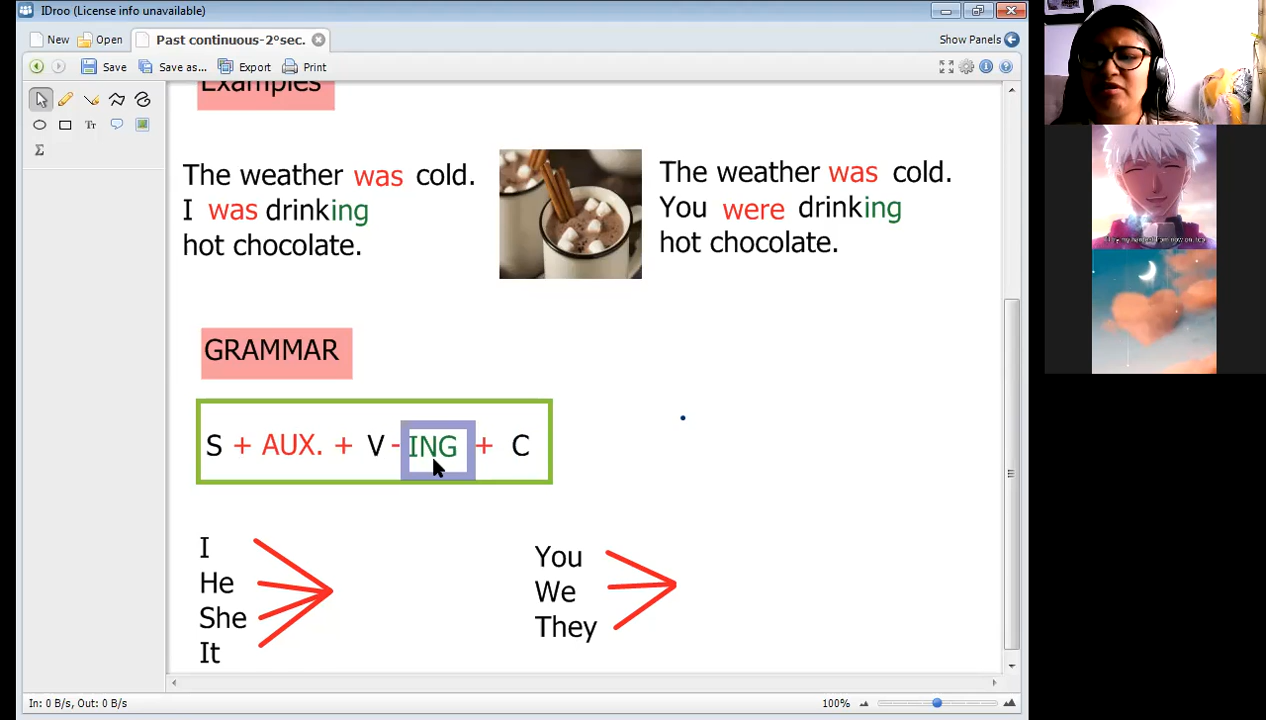 IDroo (License info unavailable)
New Open Past continuous-2°sec. Show Panels
Save Save as... Export Print
Examples
The weather was cold.
I was drinking
hot chocolate.
The weather was cold.
You were drinking
hot chocolate.
GRAMMAR
S + AUX. + V -ING + C
I
He
She
It
You
We
They
In: 0 B/s, Out: 0 B/s 100%
Tr
Σ